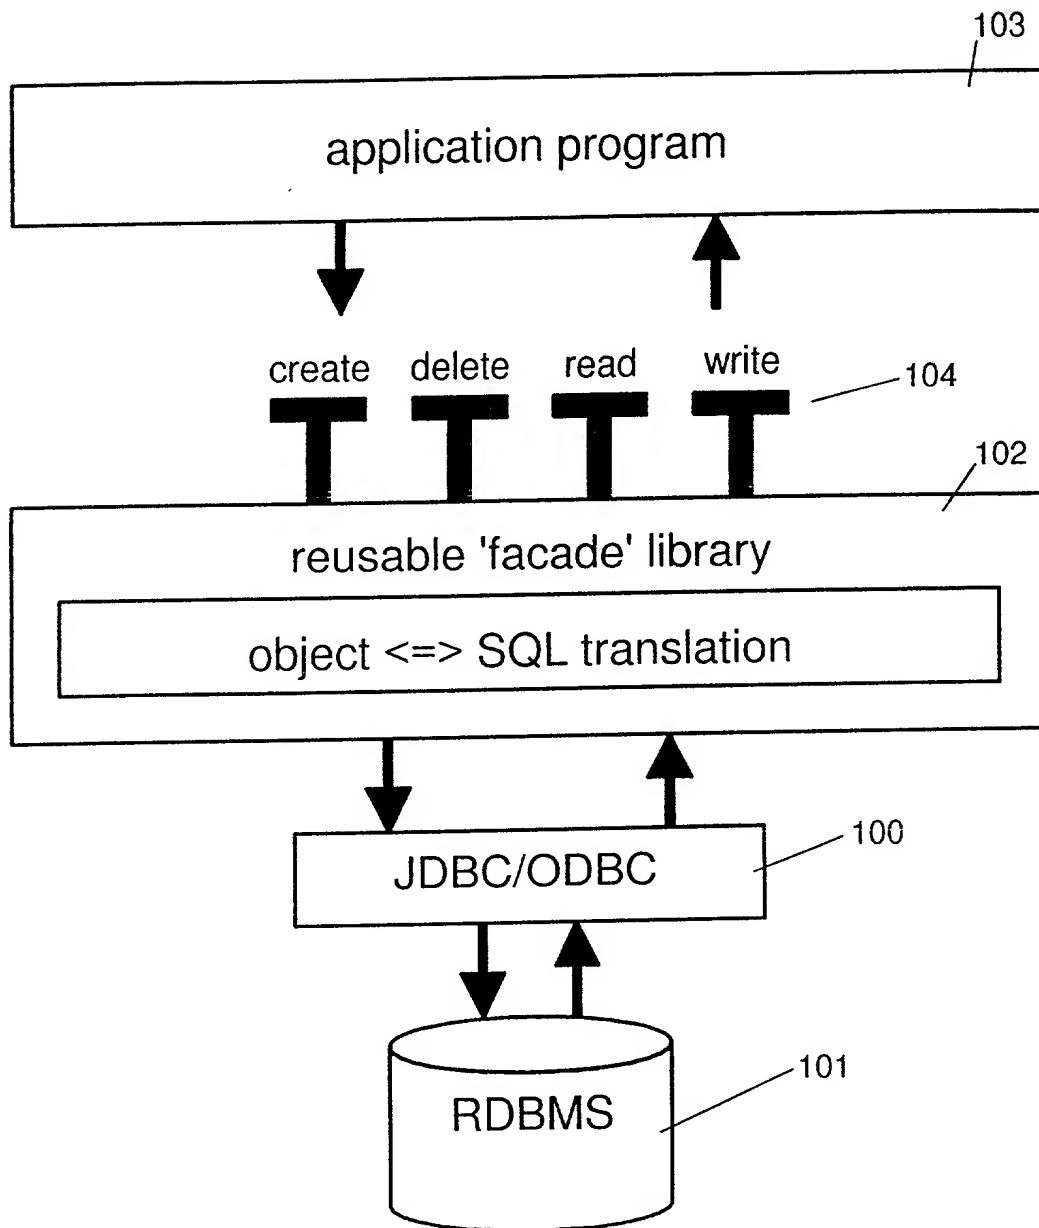 103
application program
create delete read write
104
102
reusable 'facade' library
object <=> SQL translation
100
JDBC/ODBC
101
RDBMS